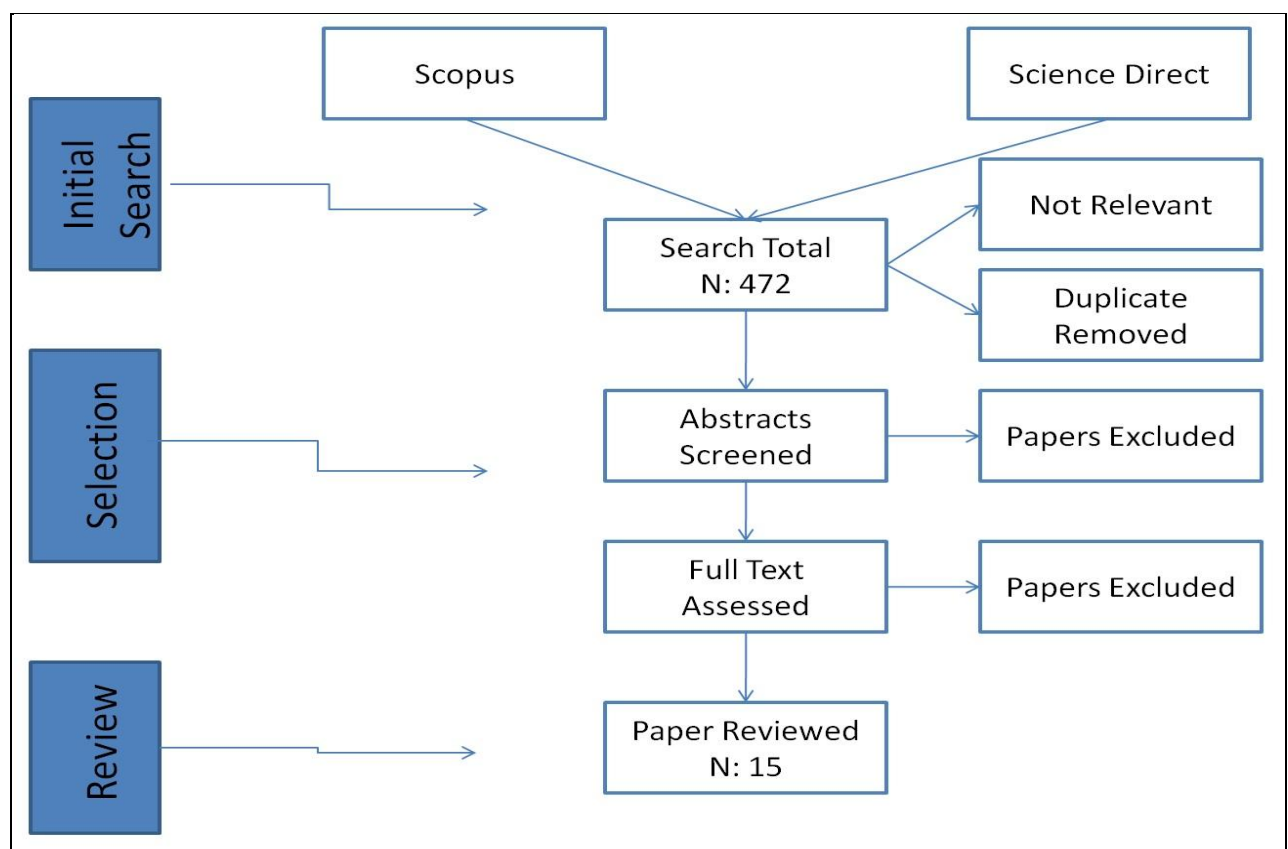 Scopus
Science Direct
Initial
Search
Not Relevant
Search Total
N: 472
Duplicate
Removed
Selection
Abstracts
Screened
Papers Excluded
Full Text
Assessed
Papers Excluded
Review
Paper Reviewed
N: 15